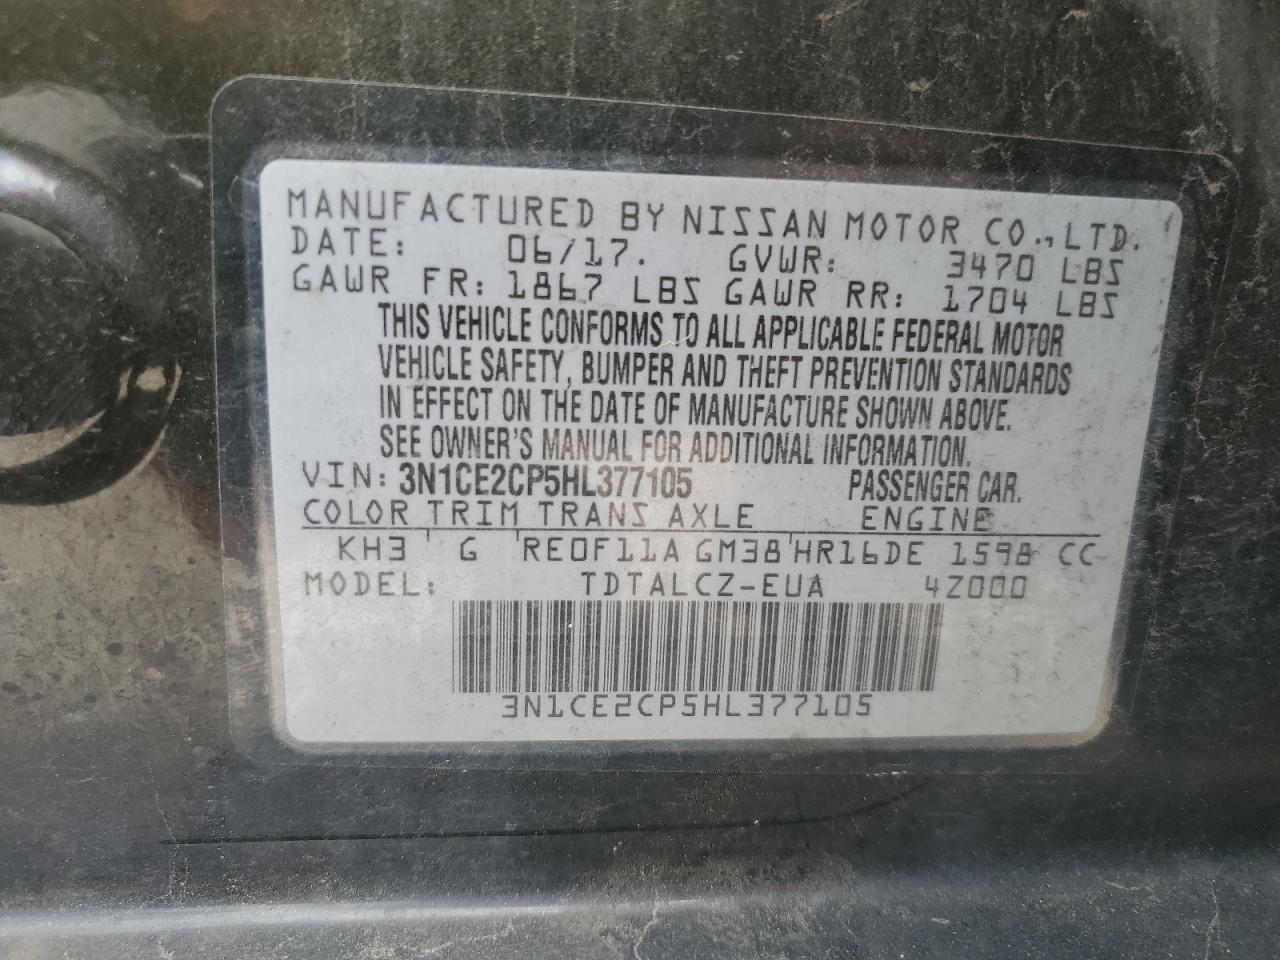 MANUFACTURED BY NISSAN MOTOR CO., LTD.
DATE: 06/17. GVWR: 3470 LBS
GAWR FR: 1867 LBS GAWR RR: 1704 LBS
THIS VEHICLE CONFORMS TO ALL APPLICABLE FEDERAL MOTOR
VEHICLE SAFETY, BUMPER AND THEFT PREVENTION STANDARDS
IN EFFECT ON THE DATE OF MANUFACTURE SHOWN ABOVE.
SEE OWNER'S MANUAL FOR ADDITIONAL INFORMATION.
VIN: 3N1CE2CP5HL377105 PASSENGER CAR.
COLOR TRIM TRANS AXLE ENGINE
KH3 G RE0F11A GM38 HR16DE 1598 CC
MODEL: TDTALCZ-EUA 4Z000
3N1CE2CP5HL377105